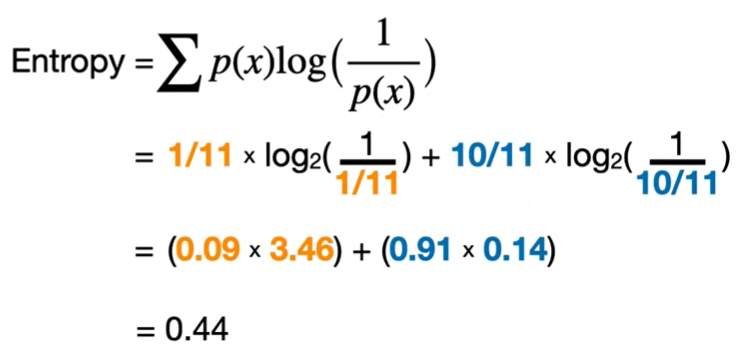 Entropy = ∑ p(x)log(1/p(x))
= 1/11 × log₂(1/1/11) + 10/11 × log₂(1/10/11)
= (0.09 × 3.46) + (0.91 × 0.14)
= 0.44